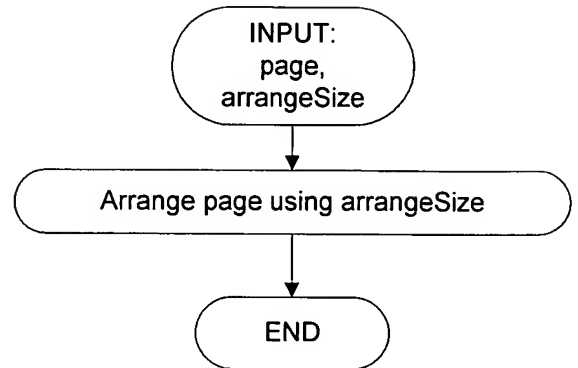 INPUT:
page,
arrangeSize
Arrange page using arrangeSize
END